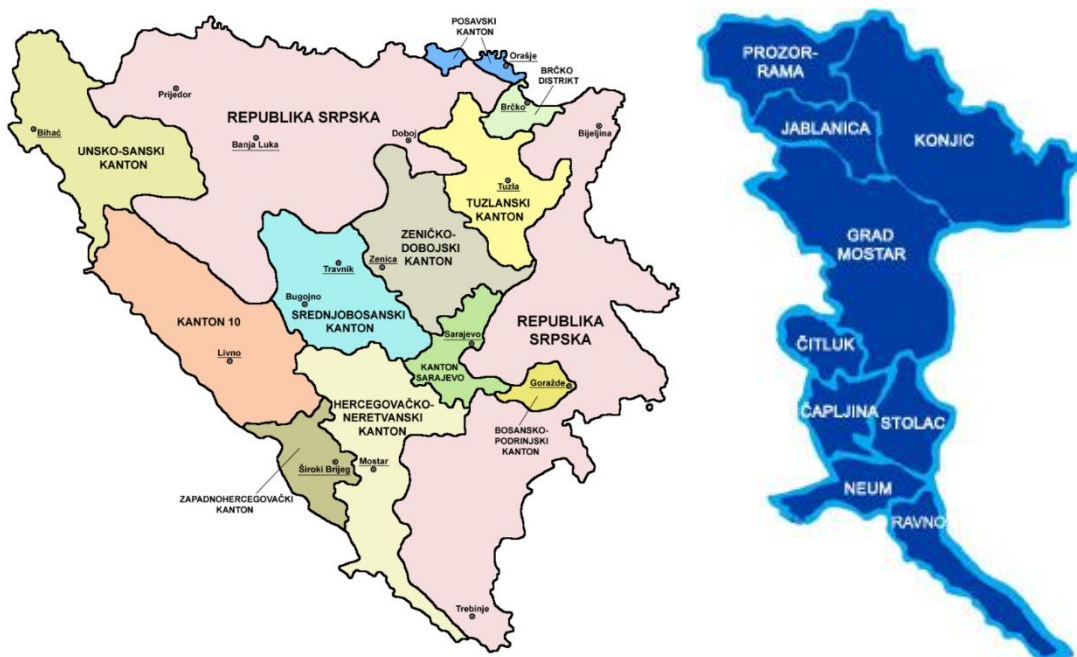 POSAVSKI
KANTON
Orašje
BRČKO
DISTRIKT
Prijedor
Brčko
REPUBLIKA SRPSKA
Bihać
Banja Luka
Doboj
Bijeljina
UNSKO-SANSKI
KANTON
Tuzla
TUZLANSKI
KANTON
ZENIČKO-
DOBOJSKI
KANTON
Travnik
Zenica
Bugojno
SREDNJOBOSANSKI
KANTON
KANTON 10
Livno
REPUBLIKA
SRPSKA
Sarajevo
KANTON
SARAJEVO
Goražde
HERCEGOVAČKO-
NERETVANSKI
KANTON
BOSANSKO-
PODRINJSKI
KANTON
Široki Brijeg
Mostar
ZAPADNOHERCEGOVAČKI
KANTON
Trebinje
PROZOR-
RAMA
JABLANICA
KONJIC
GRAD
MOSTAR
ČITLUK
ČAPLJINA
STOLAC
NEUM
RAVNO